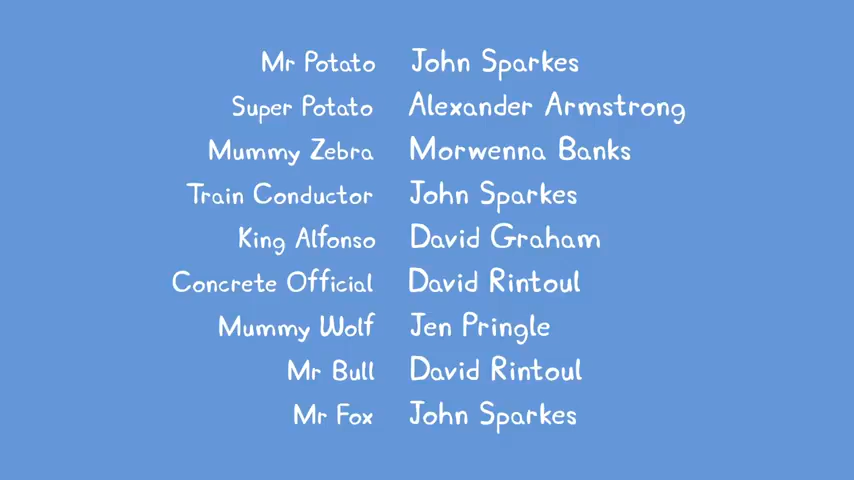 Mr Potato John Sparkes
Super Potato Alexander Armstrong
Mummy Zebra Morwenna Banks
Train Conductor John Sparkes
King Alfonso David Graham
Concrete Official David Rintoul
Mummy Wolf Jen Pringle
Mr Bull David Rintoul
Mr Fox John Sparkes